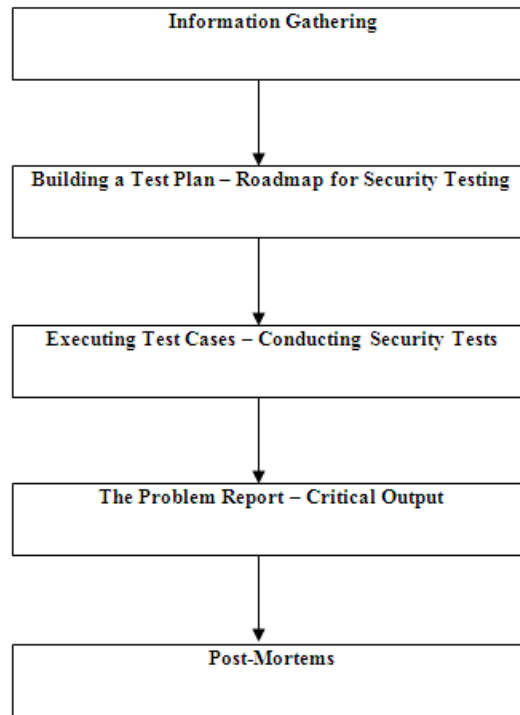 Information Gathering
Building a Test Plan – Roadmap for Security Testing
Executing Test Cases – Conducting Security Tests
The Problem Report – Critical Output
Post-Mortems